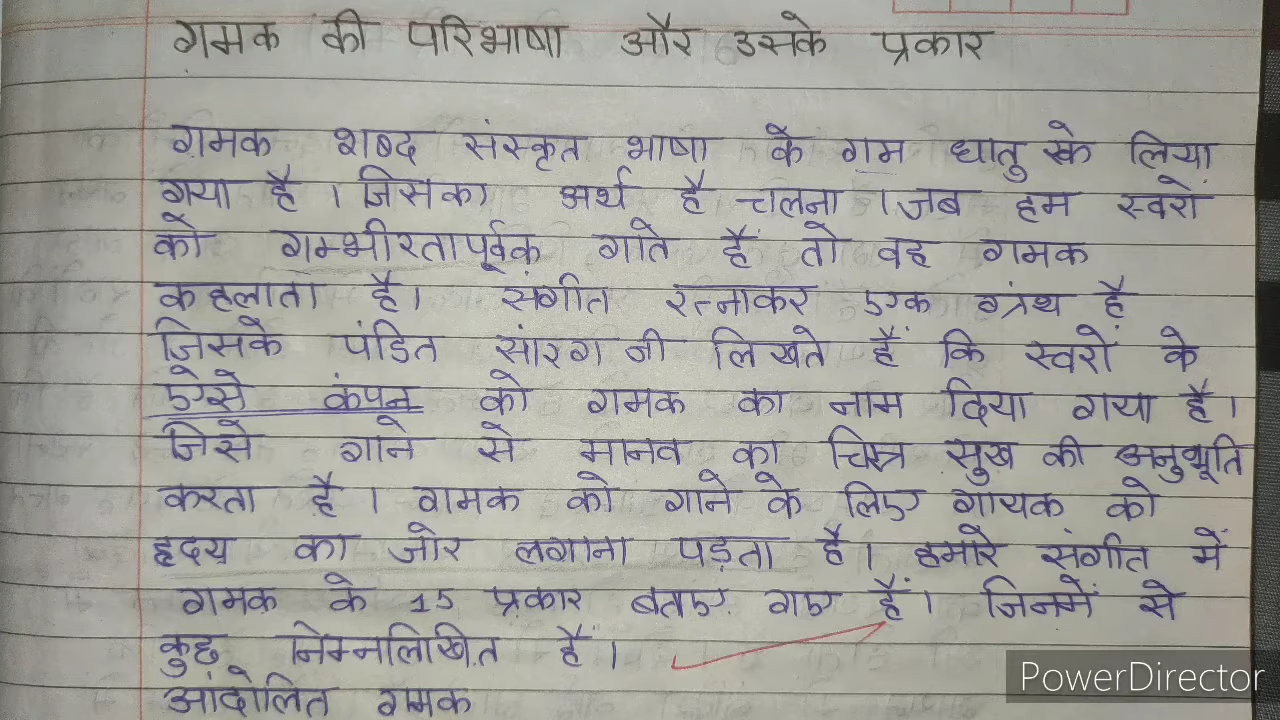 गमक की परिभाषा और उसके प्रकार
गमक शब्द संस्कृत भाषा के गम धातु के लिया
गया है । जिसका अर्थ है चलना । जब हम स्वरों
को गम्भीरतापूर्वक गाते हैं तो वह गमक
कहलाता है। संगीत रत्नाकर एक ग्रंथ है
जिसके पंडित सांरग जी लिखते हैं कि स्वरों के
ऐसे कंपन को गमक का नाम दिया गया है।
जिसे गाने से मानव का चित्र सुख की अनुभूति
करता है । गमक को गाने के लिए गायक को
हृदय का जोर लगाना पड़ता है। हमारे संगीत में
गमक के 15 प्रकार बताए गए हैं। जिनमें से
कुछ निम्नलिखित हैं ।
आंदोलित गमक
PowerDirector